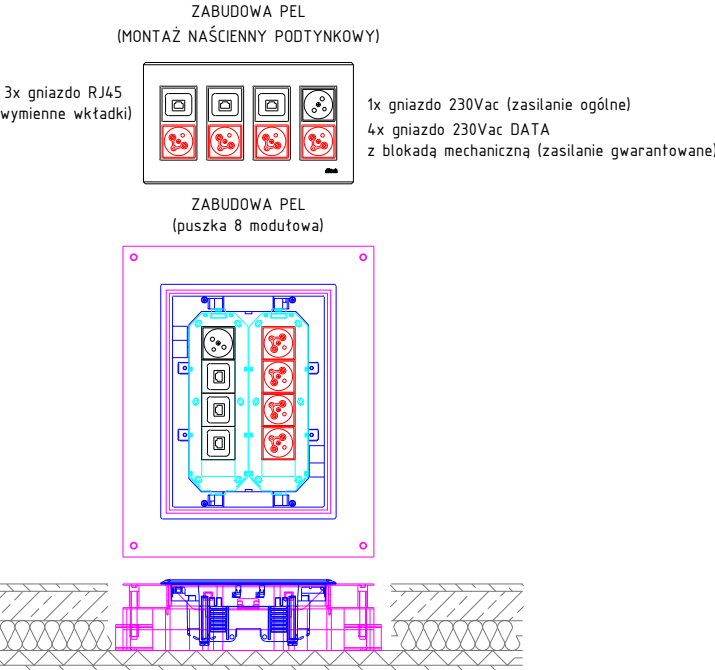 ZABUDOWA PEL
(MONTAŻ NAŚCIENNY PODTYNKOWY)
3x gniazdo RJ45
wymienne wkładki)
1x gniazdo 230Vac (zasilanie ogólne)
4x gniazdo 230Vac DATA
z blokadą mechaniczną (zasilanie gwarantowane)
ZABUDOWA PEL
(puszka 8 modułowa)